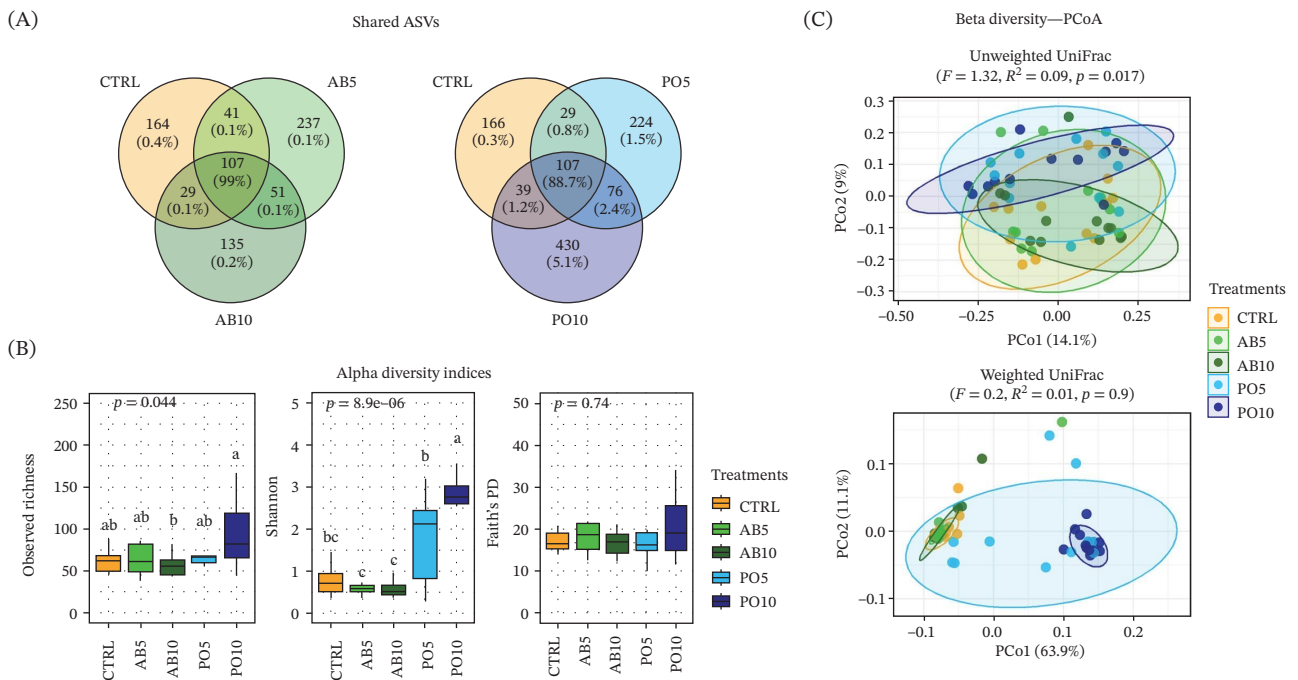 (A)
Shared ASVs
CTRL
AB5
164
(0.4%)
41
(0.1%)
237
(0.1%)
107
(99%)
29
(0.1%)
51
(0.1%)
135
(0.2%)
AB10
CTRL
PO5
166
(0.3%)
29
(0.8%)
224
(1.5%)
107
(88.7%)
39
(1.2%)
76
(2.4%)
430
(5.1%)
PO10
(B)
Alpha diversity indices
Observed richness
250
200
150
100
50
0
p = 0.044
ab
ab
b
ab
a
CTRL
AB5
AB10
PO5
PO10
Shannon
5
4
3
2
1
0
p = 8.9e–06
bc
c
c
b
a
CTRL
AB5
AB10
PO5
PO10
Faith's PD
50
40
30
20
10
0
p = 0.74
CTRL
AB5
AB10
PO5
PO10
Treatments
CTRL
AB5
AB10
PO5
PO10
(C)
Beta diversity—PCoA
Unweighted UniFrac
(F = 1.32, R² = 0.09, p = 0.017)
PCo2 (9%)
0.3
0.2
0.1
0.0
−0.1
−0.2
−0.3
−0.50
−0.25
0.00
0.25
PCo1 (14.1%)
Weighted UniFrac
(F = 0.2, R² = 0.01, p = 0.9)
PCo2 (11.1%)
0.1
0.0
−0.1
−0.1
0.0
0.1
0.2
PCo1 (63.9%)
Treatments
CTRL
AB5
AB10
PO5
PO10